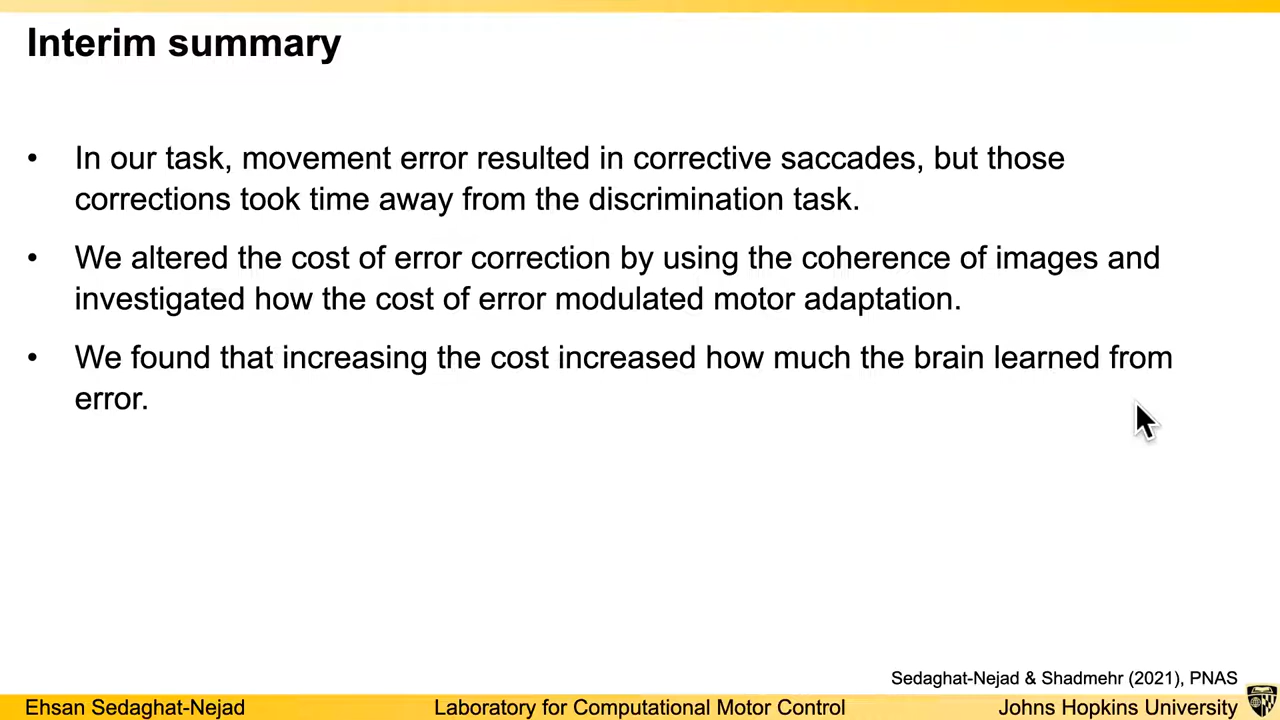 Interim summary
• In our task, movement error resulted in corrective saccades, but those
corrections took time away from the discrimination task.
• We altered the cost of error correction by using the coherence of images and
investigated how the cost of error modulated motor adaptation.
• We found that increasing the cost increased how much the brain learned from
error.
Sedaghat-Nejad & Shadmehr (2021), PNAS
Ehsan Sedaghat-Nejad Laboratory for Computational Motor Control Johns Hopkins University